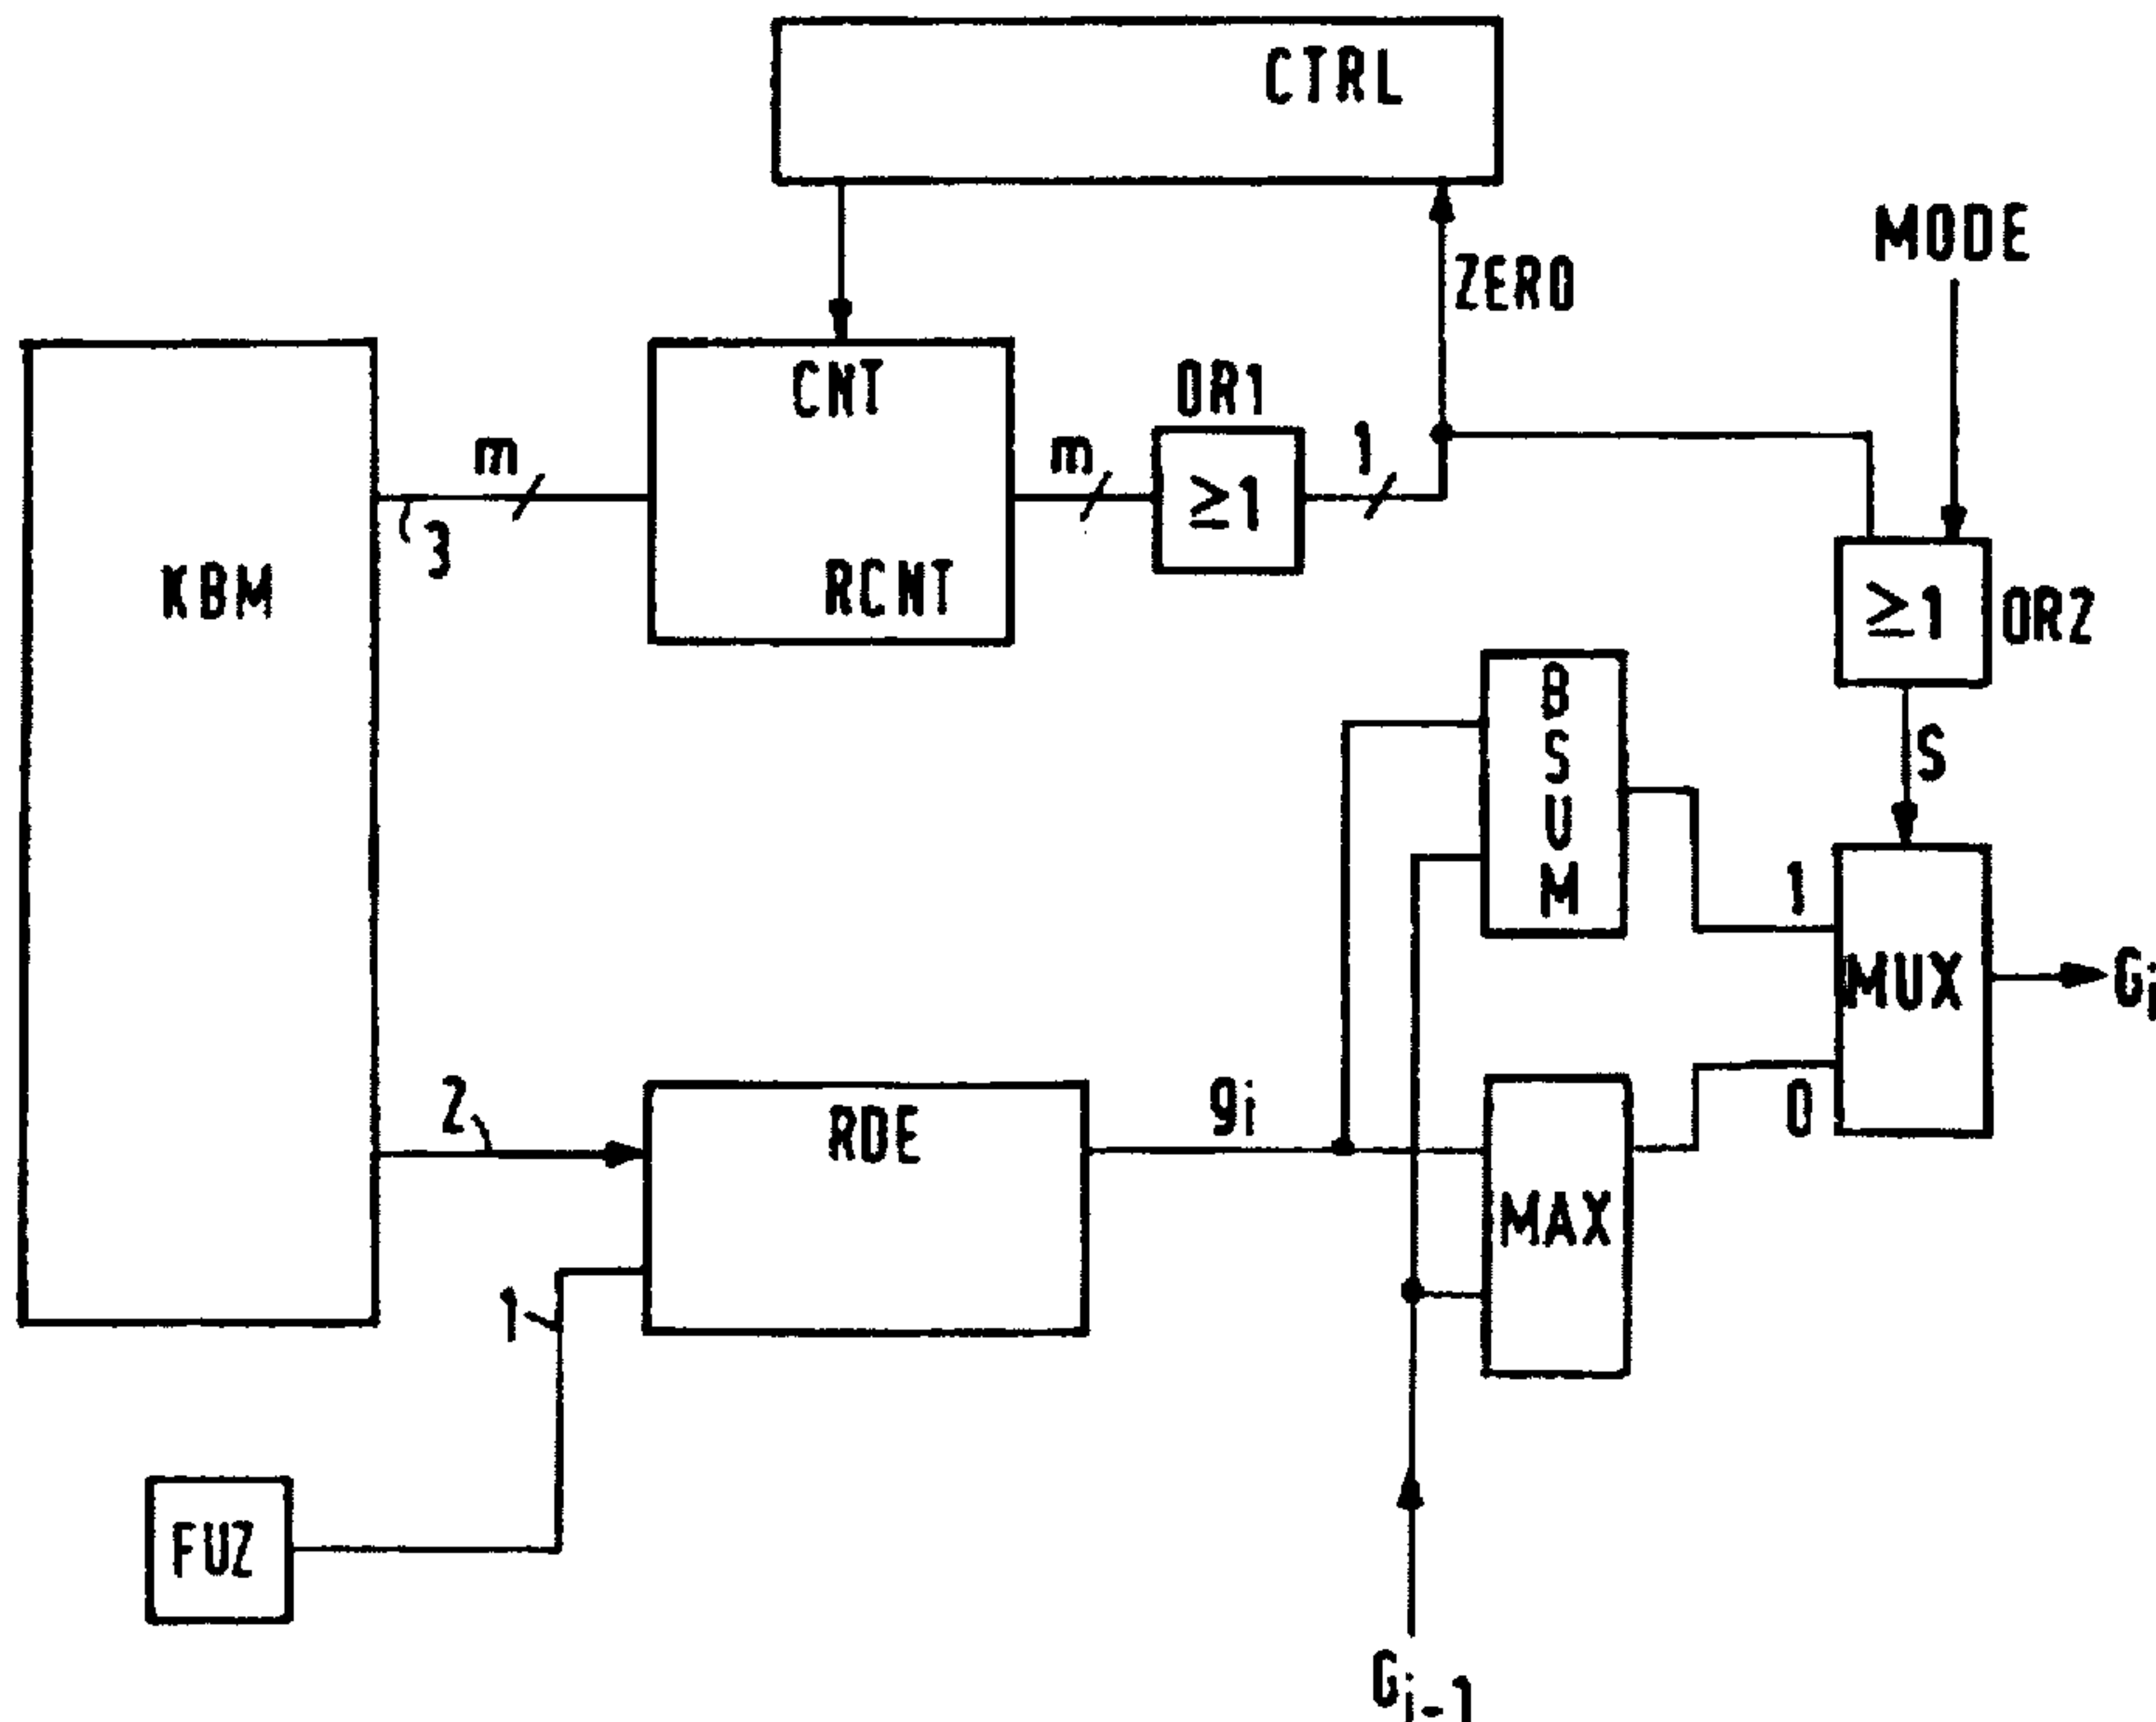 CTRL
MODE
ZERO
CNT
OR1
m
m
1
≥1
3
KBM
RCNT
≥1
OR2
B
S
U
M
S
1
MUX
Gi
2
RDE
gi
0
MAX
1
FUZ
Gi-1